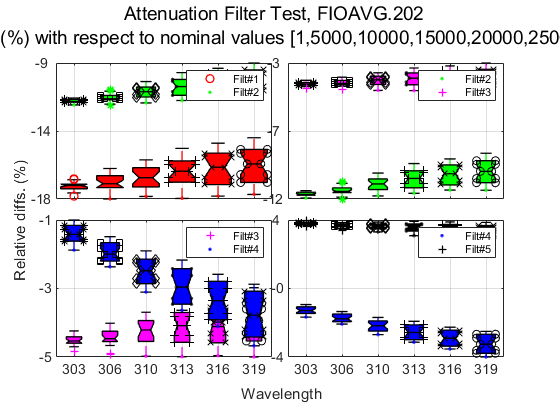 Attenuation Filter Test, FIOAVG.202
(%) with respect to nominal values [1,5000,10000,15000,20000,250
-9
-14
-18
Filt#1
Filt#2
-3
-7
-12
Filt#2
Filt#3
Relative diffs. (%)
-1
-3
-5
Filt#3
Filt#4
303 306 310 313 316 319
4
-0
-4
Filt#4
Filt#5
303 306 310 313 316 319
Wavelength